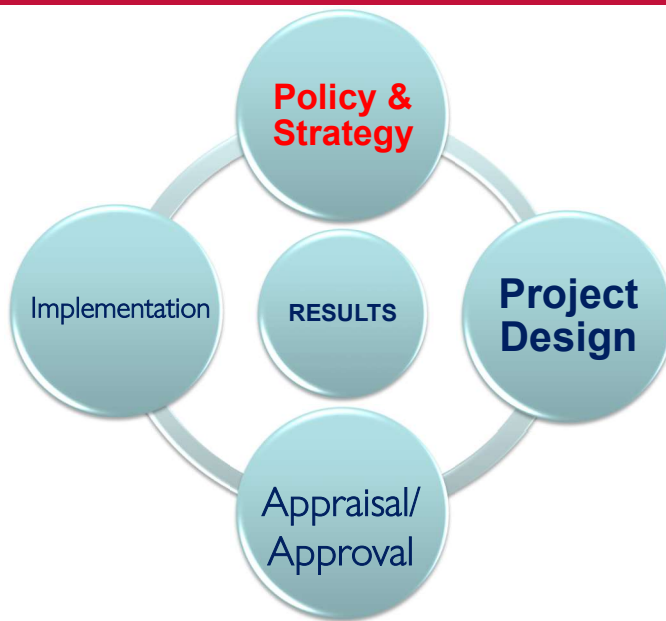 Policy &
Strategy
Implementation
RESULTS
Project
Design
Appraisal/
Approval